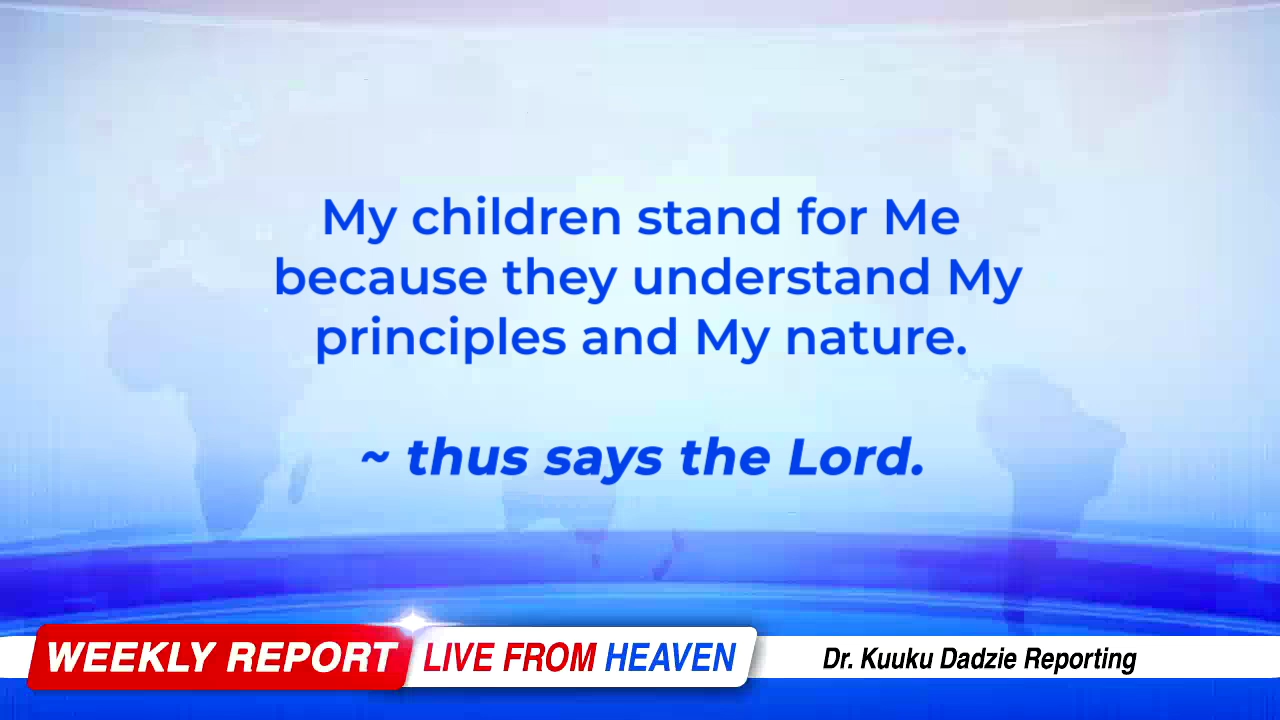 My children stand for Me
because they understand My
principles and My nature.
~ thus says the Lord.
WEEKLY REPORT LIVE FROM HEAVEN Dr. Kuuku Dadzie Reporting